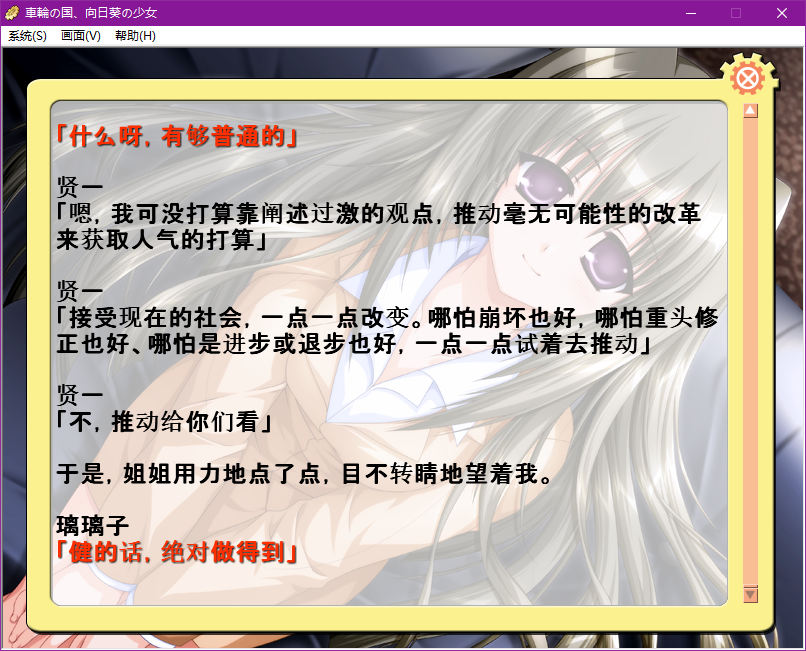 車輪の国、向日葵の少女
系统(S) 画面(V) 帮助(H)
「什么呀, 有够普通的」
贤一
「嗯, 我可没打算靠阐述过激的观点, 推动毫无可能性的改革
来获取人气的打算」
贤一
「接受现在的社会, 一点一点改变。哪怕崩坏也好, 哪怕重头修
正也好、哪怕是进步或退步也好, 一点一点试着去推动」
贤一
「不, 推动给你们看」
于是, 姐姐用力地点了点, 目不转睛地望着我。
璃璃子
「健的话, 绝对做得到」